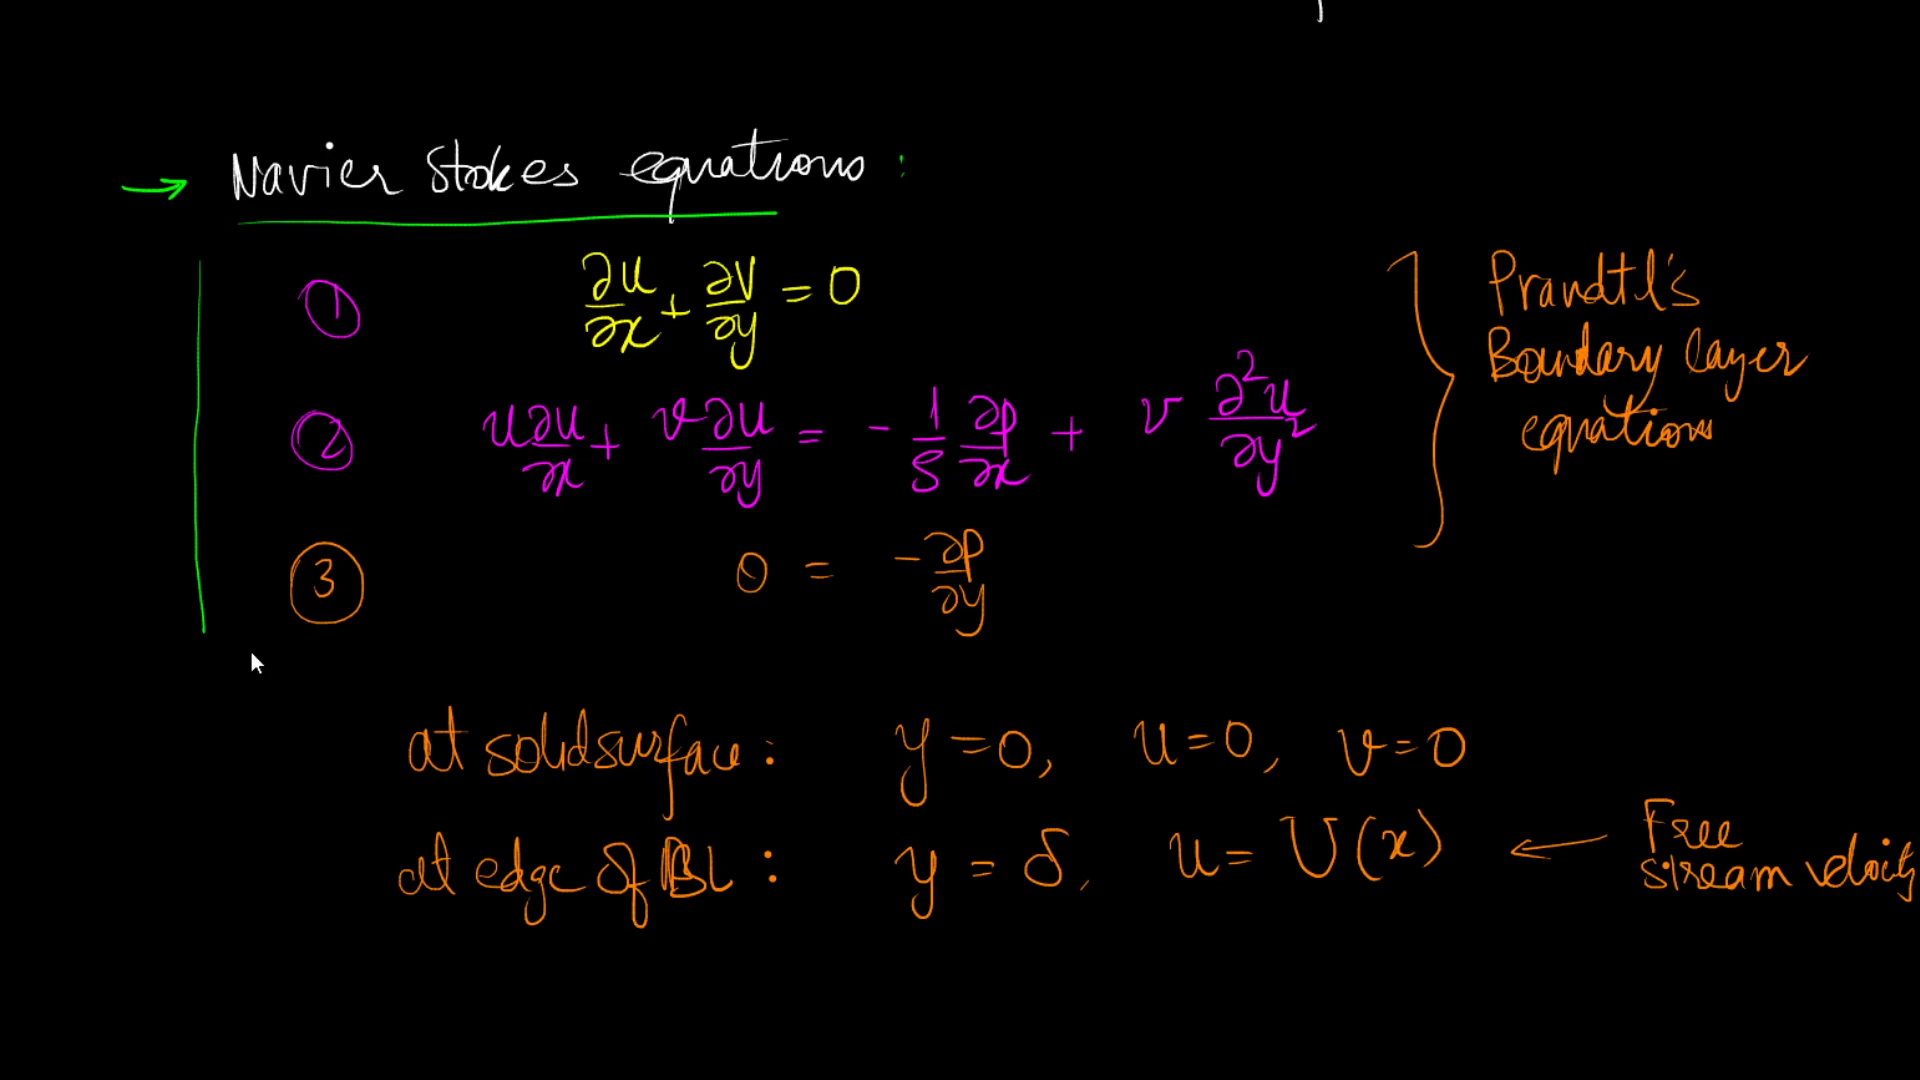 → Navier Stokes equations :
① ∂u/∂x + ∂v/∂y = 0
② u ∂u/∂x + v ∂u/∂y = - 1/ρ ∂p/∂x + ν ∂²u/∂y²
③ 0 = - ∂p/∂y
Prandtl's
Boundary layer
equations
at solid surface : y = 0, u = 0, v = 0
at edge of BL : y = δ, u = U(x) ← Free
stream velocity